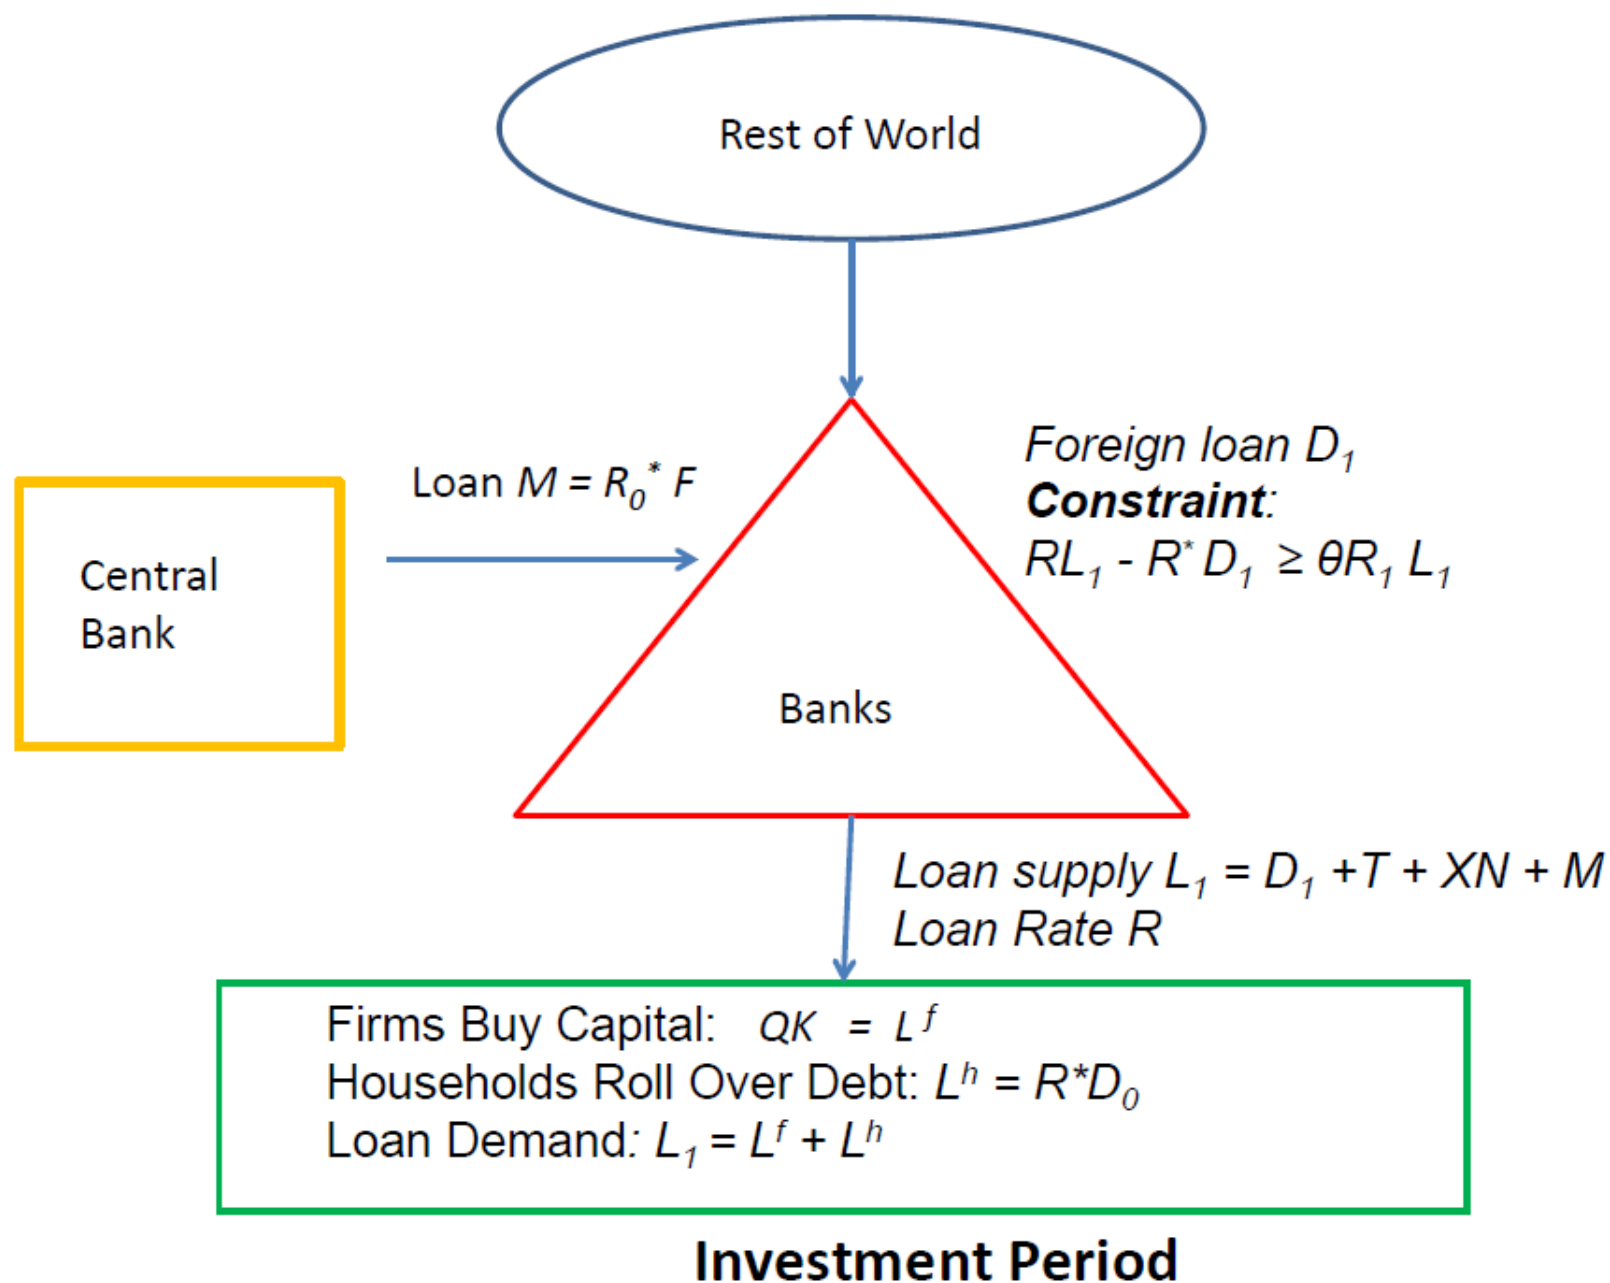 Rest of World
Loan M = R₀* F
Foreign loan D₁
Constraint:
RL₁ - R* D₁ ≥ θR₁ L₁
Central
Bank
Banks
Loan supply L₁ = D₁ +T + XN + M
Loan Rate R
Firms Buy Capital: QK = Lᶠ
Households Roll Over Debt: Lʰ = R*D₀
Loan Demand: L₁ = Lᶠ + Lʰ
Investment Period